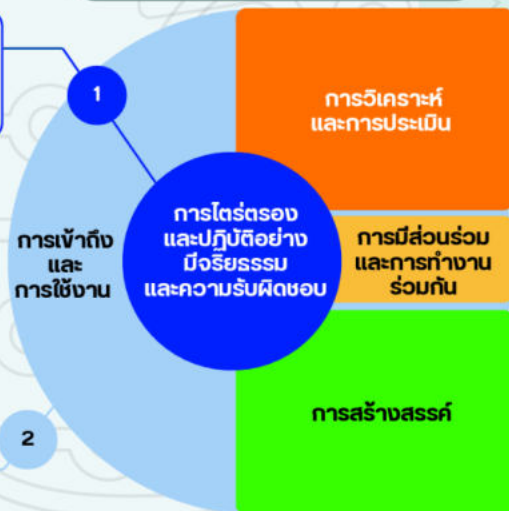 1
การวิเคราะห์
และการประเมิน
การไตร่ตรอง
และปฏิบัติอย่าง
มีจริยธรรม
และความรับผิดชอบ
การเข้าถึง
และ
การใช้งาน
การมีส่วนร่วม
และการทำงาน
ร่วมกัน
การสร้างสรรค์
2